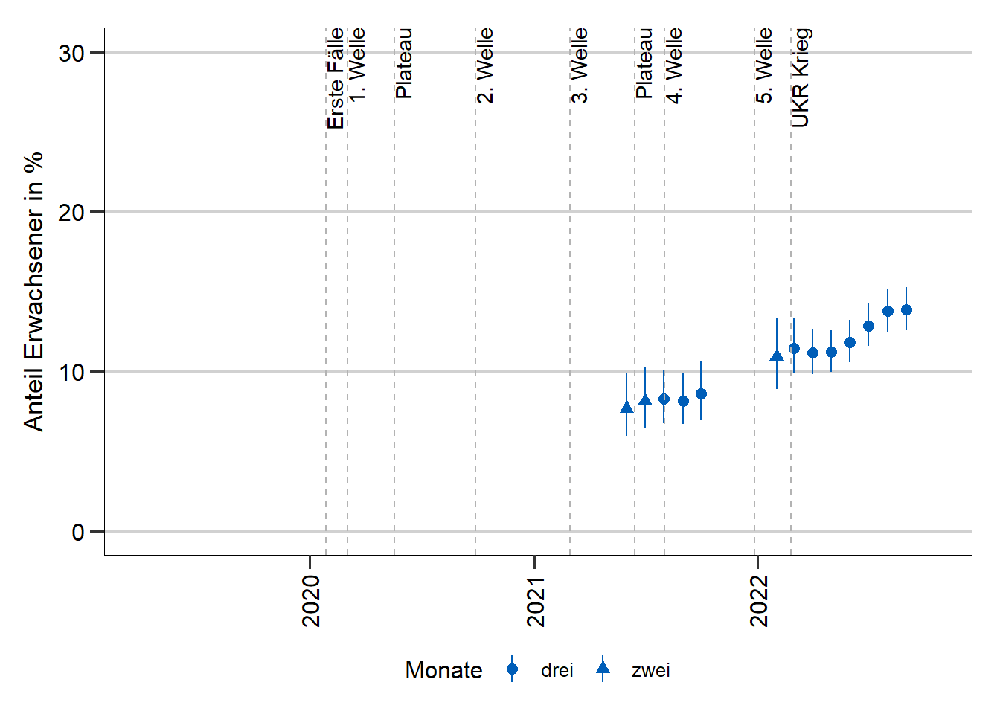 Erste Fälle
1. Welle
Plateau
2. Welle
3. Welle
Plateau
4. Welle
5. Welle
UKR Krieg
Anteil Erwachsener in %
30
20
10
0
2020
2021
2022
Monate drei zwei